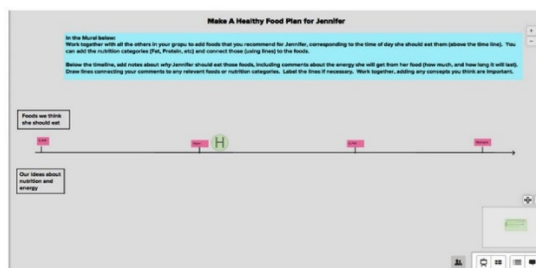 Make A Healthy Food Plan for Jennifer
In the Mural below:
Work together with all the others in your grupu to add foods that you recommend for Jennifer, corresponding to the time of day she should eat them (above the time line). You
can add the nutrition categories (Fat, Protein, etc) and connect those (using lines) to the foods.
Below the timeline, add notes about why Jennifer should eat those foods, including comments about the energy she will get from her food (how much, and how long it will last).
Draw lines connecting your comments to any relevant foods or nutrition categories. Label the lines if necessary. Work together, adding any concepts you think are important.
Foods we think
she should eat
H
Our ideas about
nutrition and
energy